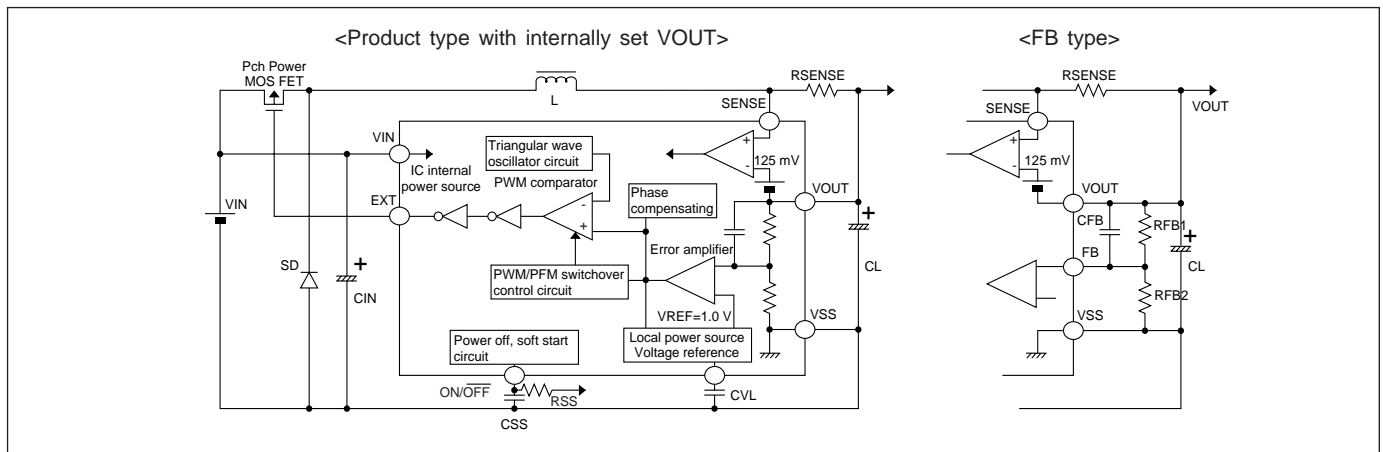 <Product type with internally set VOUT>
<FB type>
Pch Power
MOS FET
L
RSENSE
SENSE
VIN
IC internal
power source
Triangular wave
oscillator circuit
PWM comparator
125 mV
EXT
VIN
-
+
+
-
Phase
compensating
VOUT
+
CL
Error amplifier
SD
+
CIN
PWM/PFM switchover
control circuit
VREF=1.0 V
VSS
Power off, soft start
circuit
Local power source
Voltage reference
ON/OFF
RSS
CSS
CVL
RSENSE
SENSE
VOUT
+
-
125 mV
VOUT
CFB
RFB1
+
FB
CL
RFB2
VSS